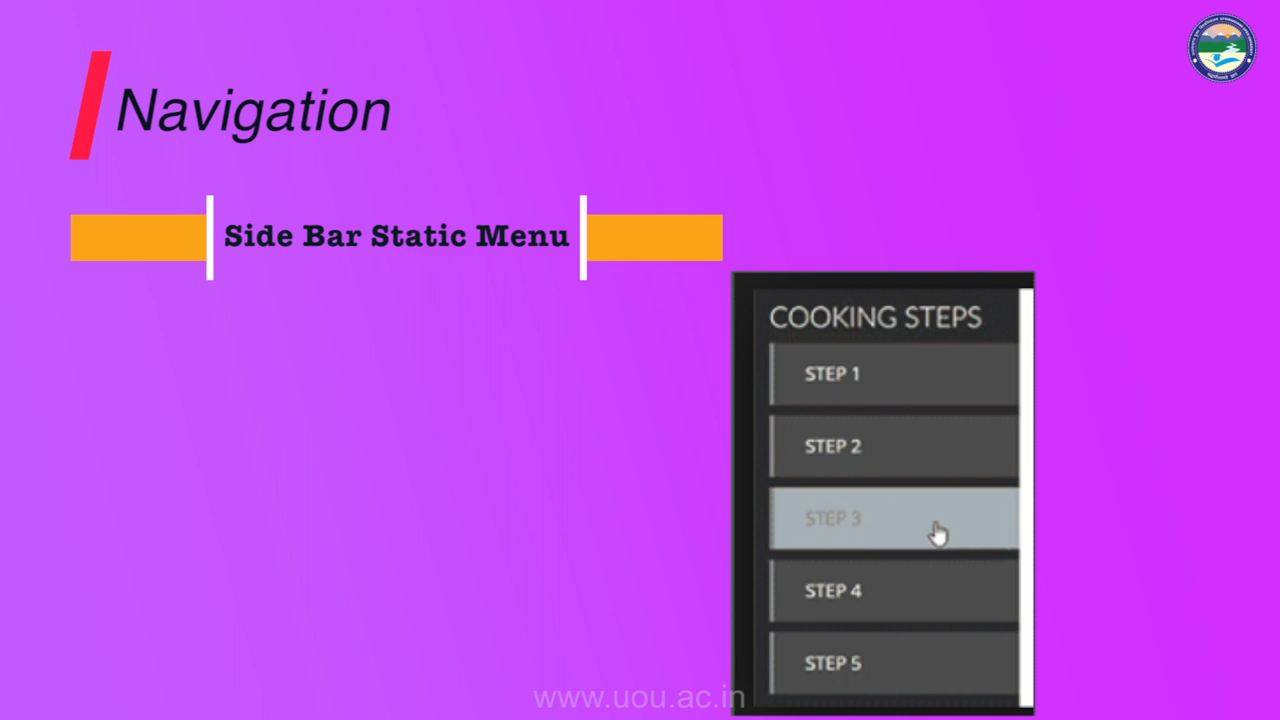 Navigation
Side Bar Static Menu
COOKING STEPS
STEP 1
STEP 2
STEP 3
STEP 4
STEP 5
www.uou.ac.in